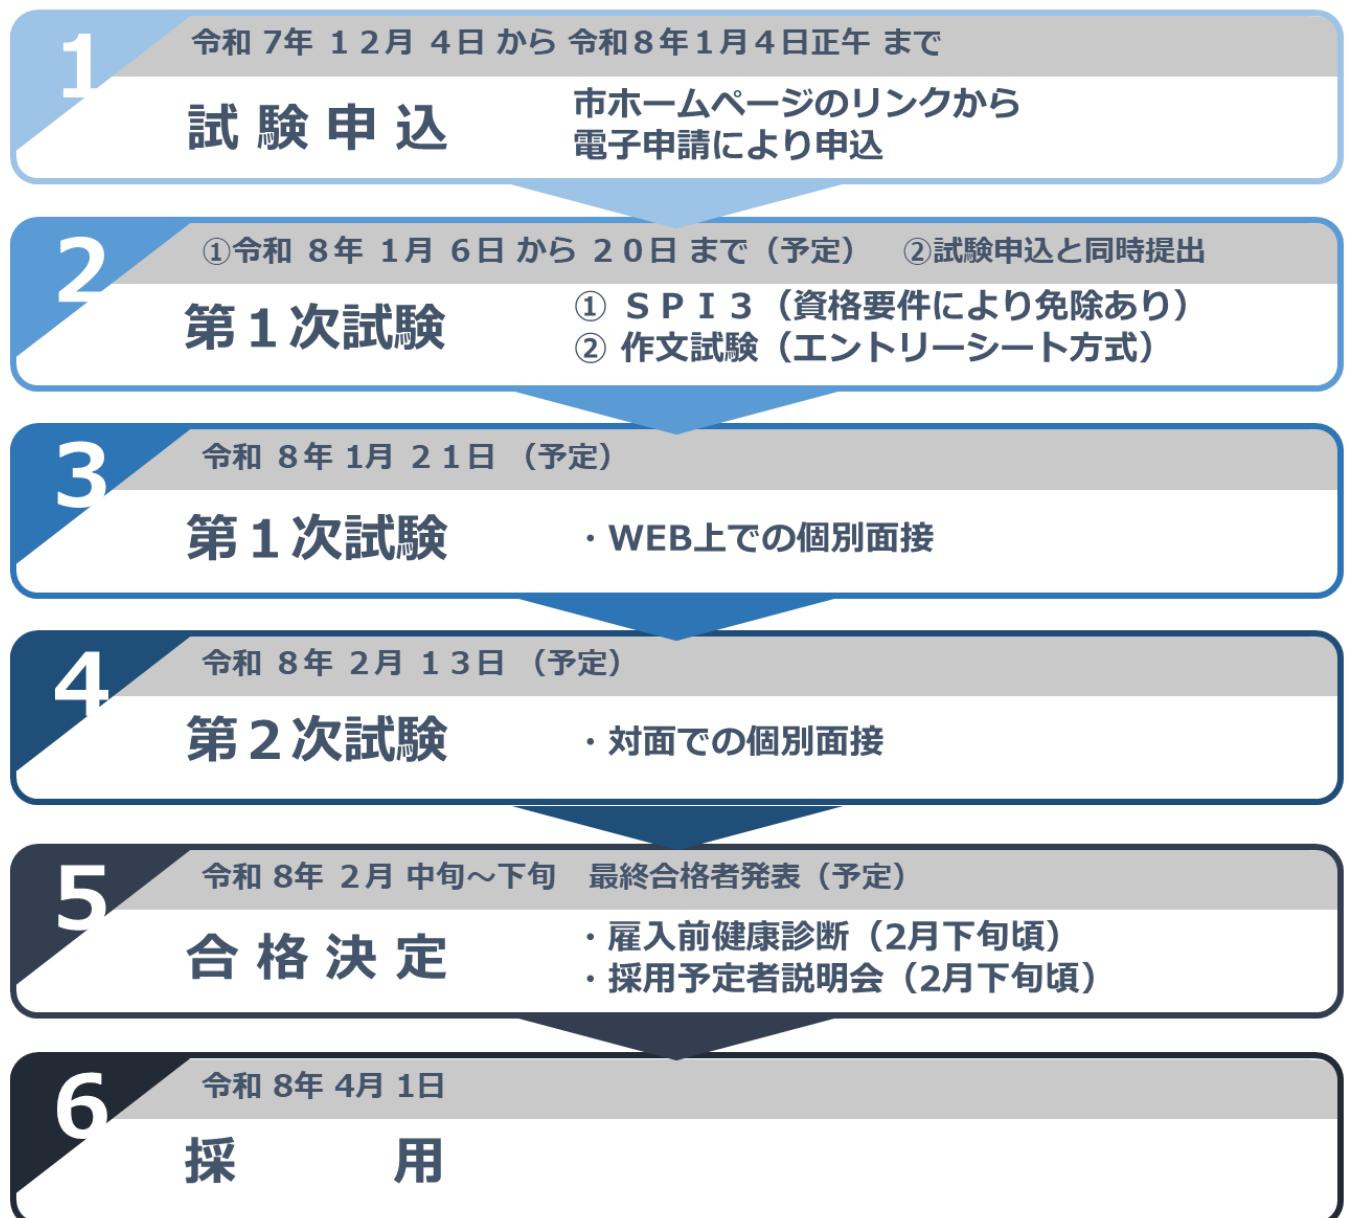 1
令和 7年 12月 4日 から 令和8年1月4日正午 まで
試験申込
市ホームページのリンクから
電子申請により申込
2
①令和 8年 1月 6日 から 20日 まで（予定） ②試験申込と同時提出
第1次試験
① SPI3（資格要件により免除あり）
② 作文試験（エントリーシート方式）
3
令和 8年 1月 21日 （予定）
第1次試験
・WEB上での個別面接
4
令和 8年 2月 13日 （予定）
第2次試験
・対面での個別面接
5
令和 8年 2月 中旬～下旬 最終合格者発表（予定）
合格決定
・雇入前健康診断（2月下旬頃）
・採用予定者説明会（2月下旬頃）
6
令和 8年 4月 1日
採用